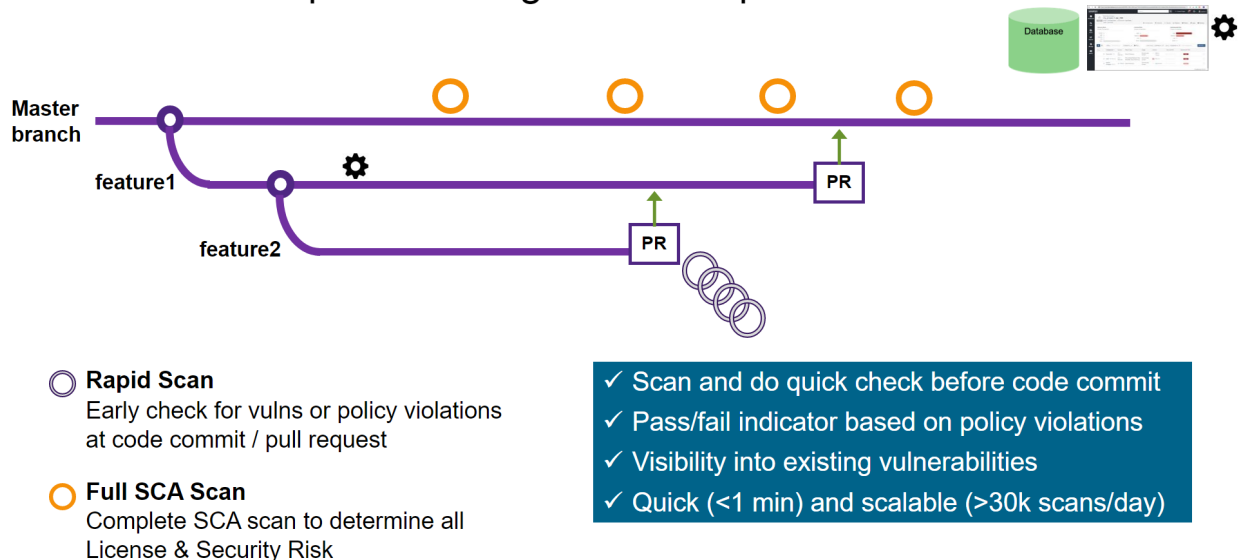 Database
Master
branch
feature1
PR
feature2
PR
Rapid Scan
Early check for vulns or policy violations
at code commit / pull request
Full SCA Scan
Complete SCA scan to determine all
License & Security Risk
✓ Scan and do quick check before code commit
✓ Pass/fail indicator based on policy violations
✓ Visibility into existing vulnerabilities
✓ Quick (<1 min) and scalable (>30k scans/day)